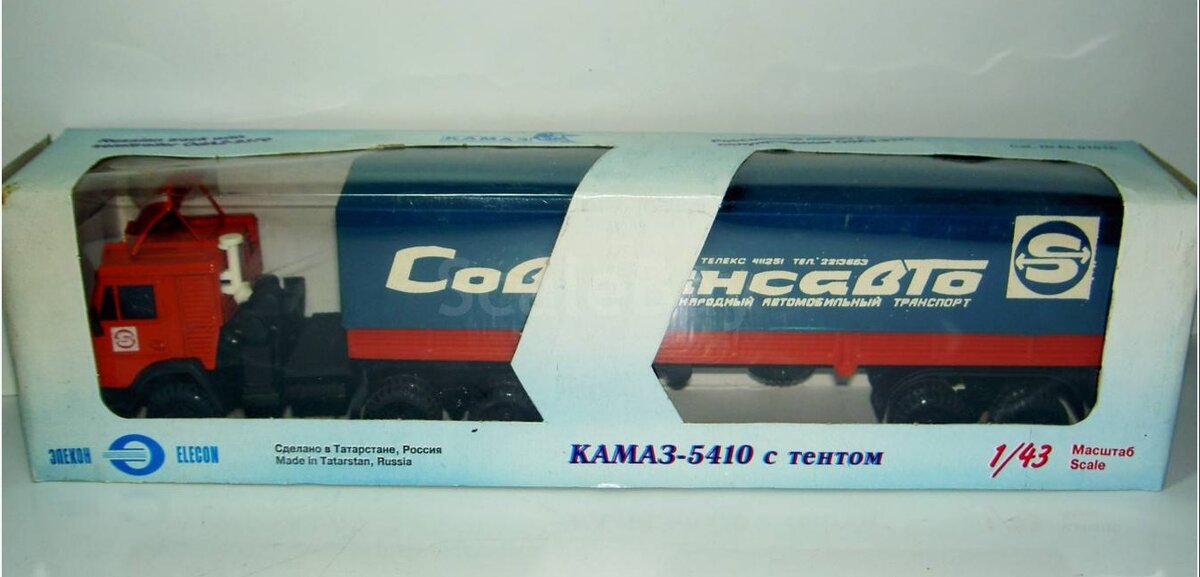 КАМАЗ
Сов нсавто
ТЕЛЕКС 411251 ТЕЛ. 2213653
НАРОДНЫЙ АВТОМОБИЛЬНЫЙ ТРАНСПОРТ
S
S
ЭЛЕКОН ELECON
Сделано в Татарстане, Россия
Made in Tatarstan, Russia
КАМАЗ-5410 с тентом
1/43 Масштаб
Scale